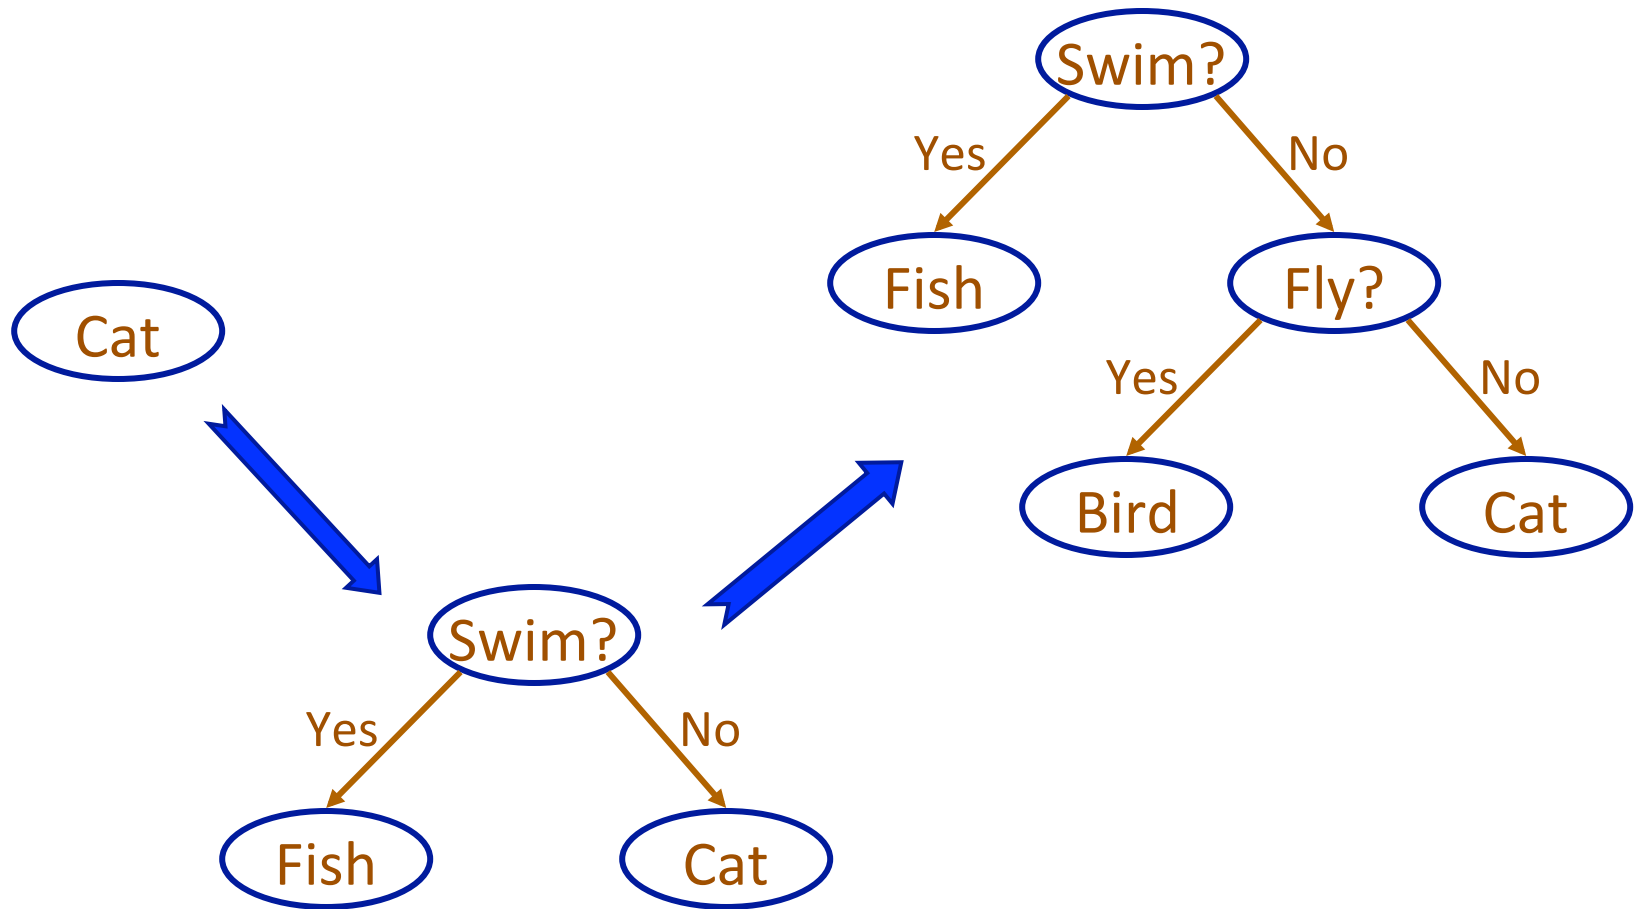 Cat
Swim?
Yes
No
Fish
Cat
Swim?
Yes
No
Fish
Fly?
Yes
No
Bird
Cat